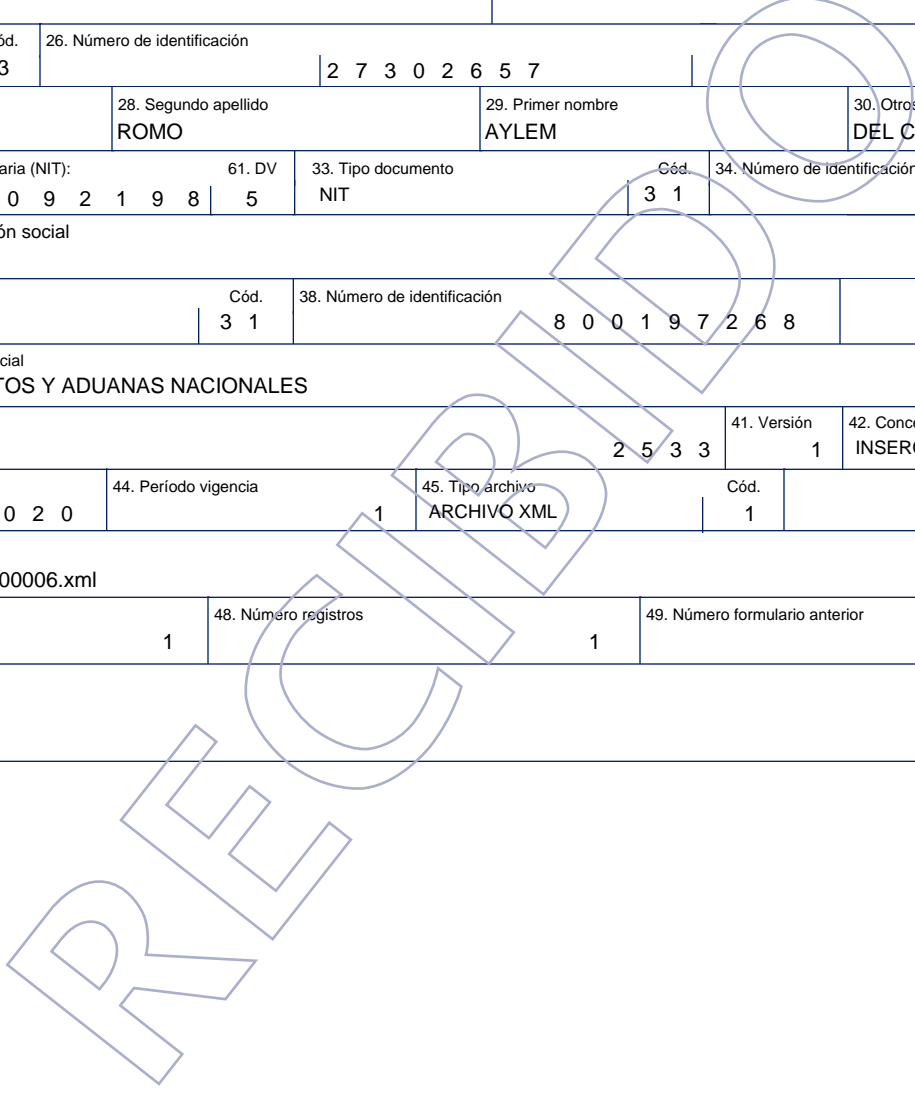 ód. 26. Número de identificación
3 2 7 3 0 2 6 5 7
28. Segundo apellido 29. Primer nombre 30. Otros
ROMO AYLEM DEL C
aria (NIT): 61. DV 33. Tipo documento Cód. 34. Número de identificación
0 9 2 1 9 8 5 NIT 3 1
ón social
Cód. 38. Número de identificación
3 1 8 0 0 1 9 7 2 6 8
cial
TOS Y ADUANAS NACIONALES
41. Versión 42. Conce
2 5 3 3 1 INSERC
44. Período vigencia 45. Tipo archivo Cód.
0 2 0 1 ARCHIVO XML 1
00006.xml
48. Número registros 49. Número formulario anterior
1 1
RECIBIDO